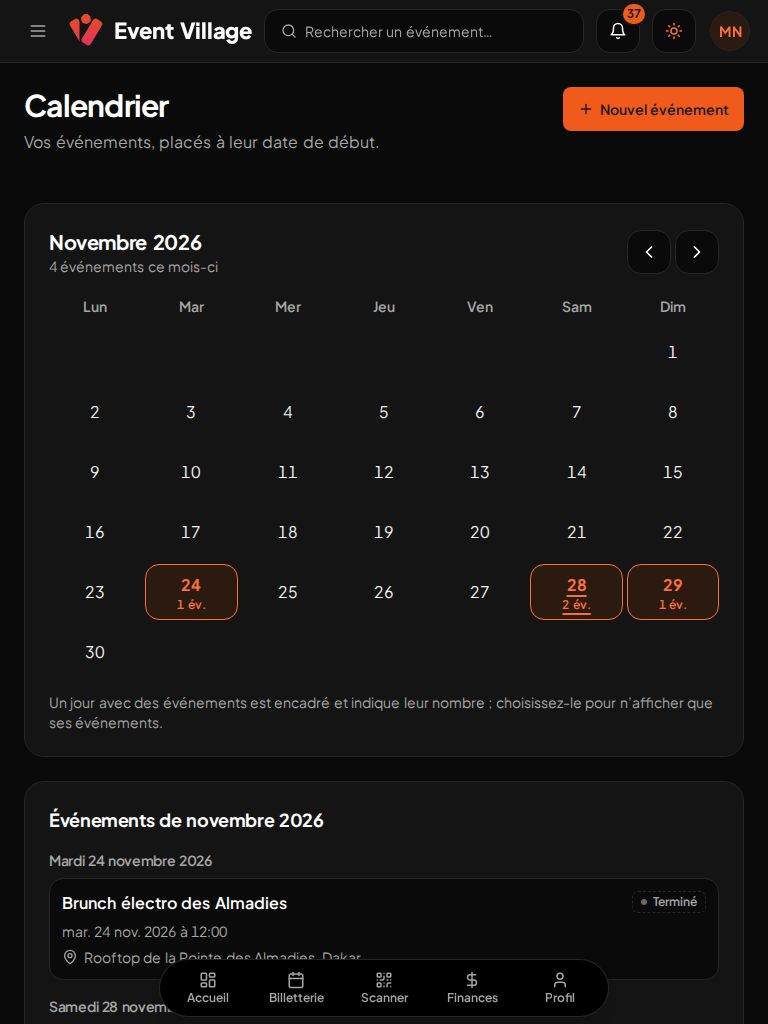 Event Village
Rechercher un événement…
37
MN
Calendrier
Vos événements, placés à leur date de début.
Nouvel événement
Novembre 2026
4 événements ce mois-ci
Lun Mar Mer Jeu Ven Sam Dim
1
2 3 4 5 6 7 8
9 10 11 12 13 14 15
16 17 18 19 20 21 22
23 24 25 26 27 28 29
1 év. 2 év. 1 év.
30
Un jour avec des événements est encadré et indique leur nombre ; choisissez-le pour n’afficher que
ses événements.
Événements de novembre 2026
Mardi 24 novembre 2026
Brunch électro des Almadies
Terminé
mar. 24 nov. 2026 à 12:00
Rooftop de la Pointe des Almadies, Dakar
Samedi 28
Accueil Billetterie Scanner Finances Profil